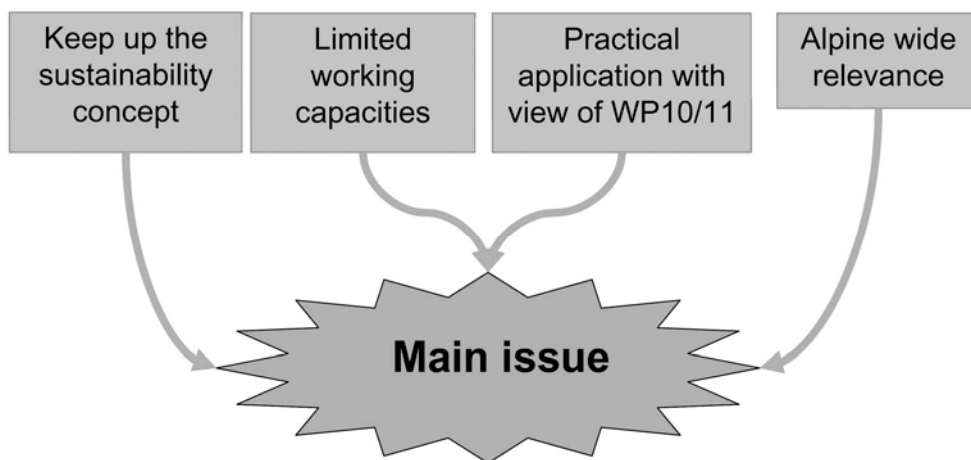 Keep up the
sustainability
concept
Limited
working
capacities
Practical
application with
view of WP10/11
Alpine wide
relevance
Main issue